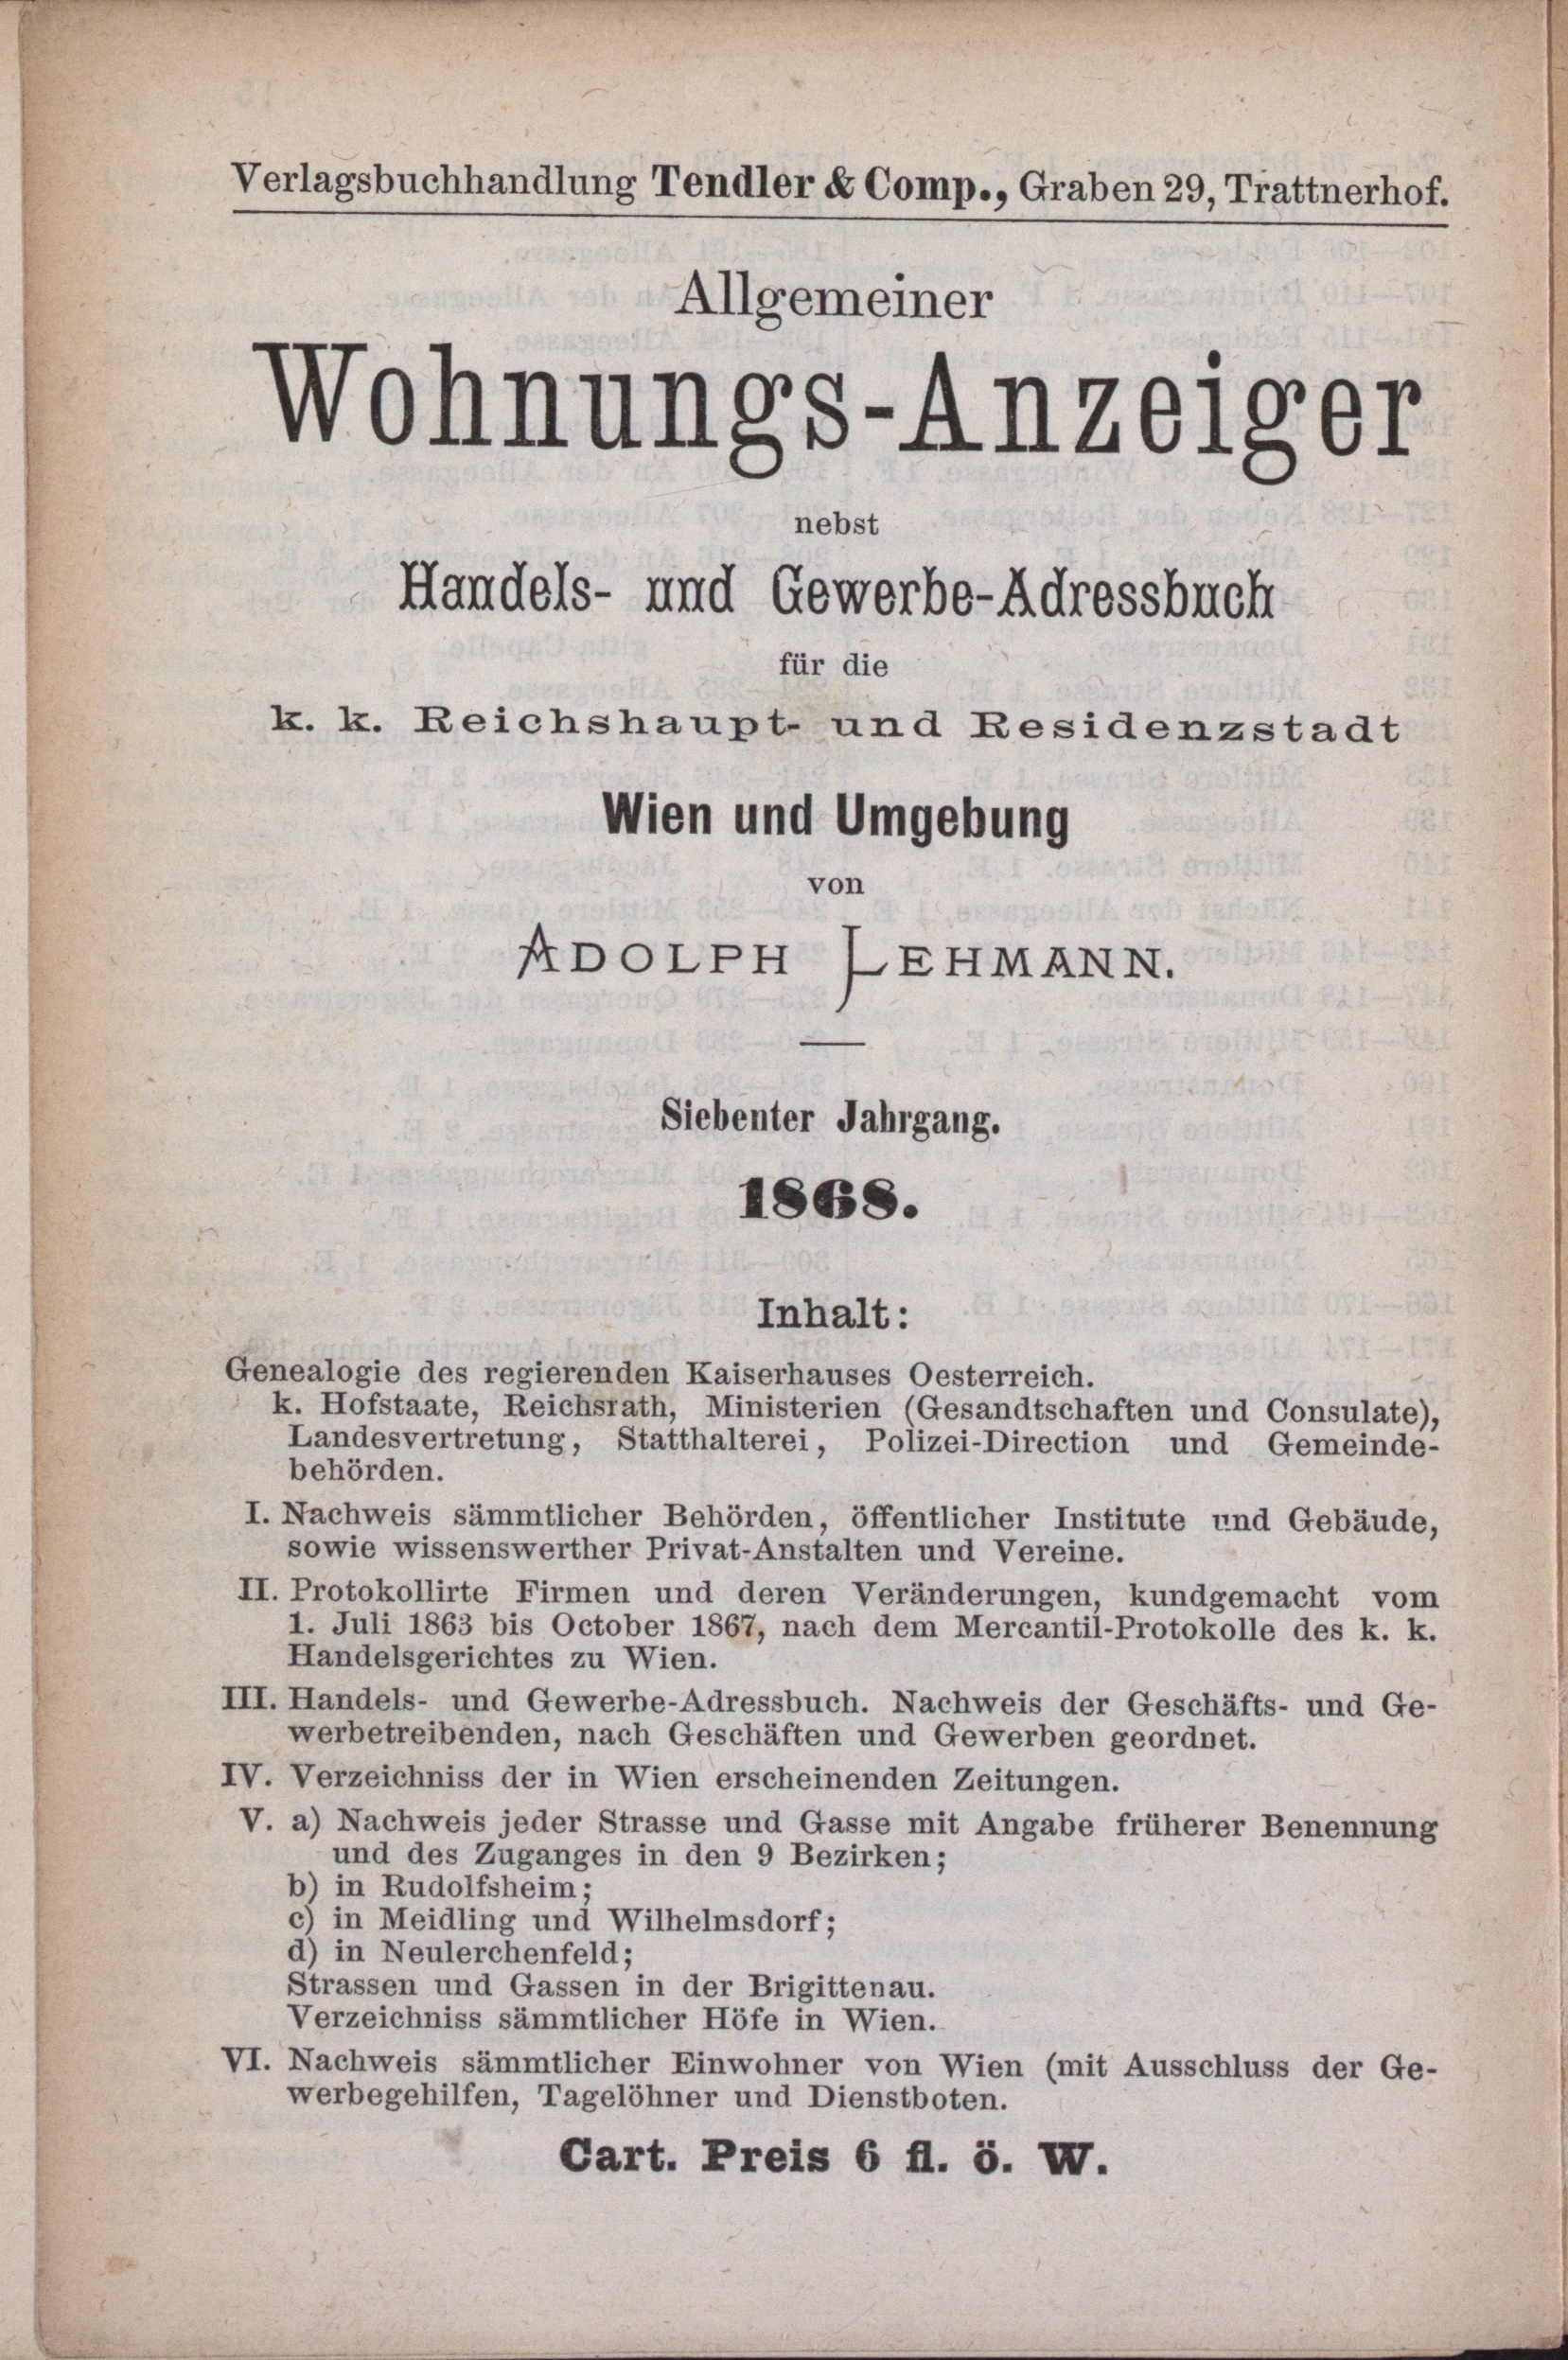 Verlagsbuchhandlung Tendler & Comp., Graben 29, Trattnerhof.
Allgemeiner
Wohnungs-Anzeiger
nebst
Handels- und Gewerbe-Adressbuch
für die
k. k. Reichshaupt- und Residenzstadt
Wien und Umgebung
von
ADOLPH LEHMANN.
Siebenter Jahrgang.
1868.
Inhalt:
Genealogie des regierenden Kaiserhauses Oesterreich.
k. Hofstaate, Reichsrath, Ministerien (Gesandtschaften und Consulate),
Landesvertretung, Statthalterei, Polizei-Direction und Gemeinde-
behörden.
I. Nachweis sämmtlicher Behörden, öffentlicher Institute und Gebäude,
sowie wissenswerther Privat-Anstalten und Vereine.
II. Protokollirte Firmen und deren Veränderungen, kundgemacht vom
1. Juli 1863 bis October 1867, nach dem Mercantil-Protokolle des k. k.
Handelsgerichtes zu Wien.
III. Handels- und Gewerbe-Adressbuch. Nachweis der Geschäfts- und Ge-
werbetreibenden, nach Geschäften und Gewerben geordnet.
IV. Verzeichniss der in Wien erscheinenden Zeitungen.
V. a) Nachweis jeder Strasse und Gasse mit Angabe früherer Benennung
und des Zuganges in den 9 Bezirken;
b) in Rudolfsheim;
c) in Meidling und Wilhelmsdorf;
d) in Neulerchenfeld;
Strassen und Gassen in der Brigittenau.
Verzeichniss sämmtlicher Höfe in Wien.
VI. Nachweis sämmtlicher Einwohner von Wien (mit Ausschluss der Ge-
werbegehilfen, Tagelöhner und Dienstboten.
Cart. Preis 6 fl. ö. W.